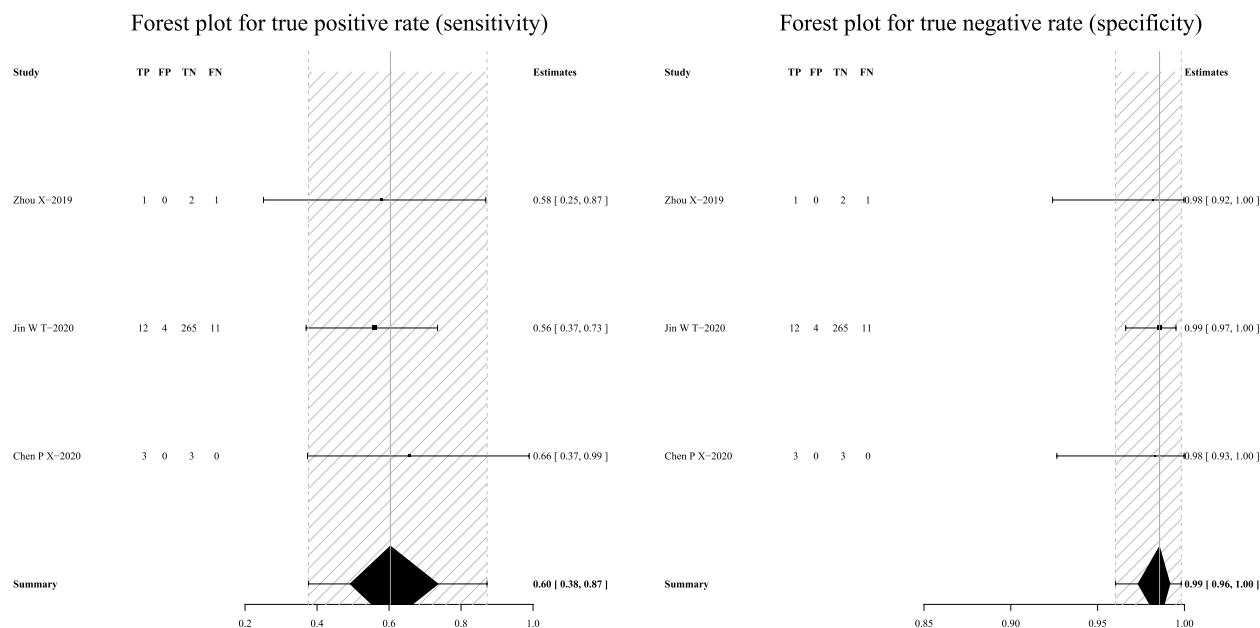 Forest plot for true positive rate (sensitivity)
Study TP FP TN FN Estimates
Zhou X−2019 1 0 2 1 0.58 [ 0.25, 0.87 ]
Jin W T−2020 12 4 265 11 0.56 [ 0.37, 0.73 ]
Chen P X−2020 3 0 3 0 0.66 [ 0.37, 0.99 ]
Summary 0.60 [ 0.38, 0.87 ]
0.2 0.4 0.6 0.8 1.0
Forest plot for true negative rate (specificity)
Study TP FP TN FN Estimates
Zhou X−2019 1 0 2 1 0.98 [ 0.92, 1.00 ]
Jin W T−2020 12 4 265 11 0.99 [ 0.97, 1.00 ]
Chen P X−2020 3 0 3 0 0.98 [ 0.93, 1.00 ]
Summary 0.99 [ 0.96, 1.00 ]
0.85 0.90 0.95 1.00